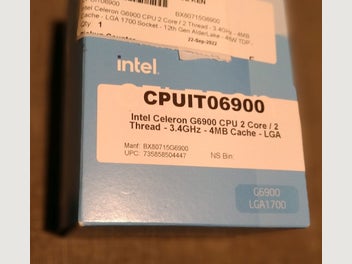 BX80715G6900
Intel Celeron G6900 CPU 2 Core / 2 Thread - 3.4GHz - 4MB
Cache - LGA 1700 Socket - 12th Gen AlderLake - 46W TDP
Qty 1
22-Sep-2022
intel
CPUIT06900
Intel Celeron G6900 CPU 2 Core / 2
Thread - 3.4GHz - 4MB Cache - LGA
Manf: BX80715G6900
UPC: 735858504447
NS Bin:
G6900
LGA1700